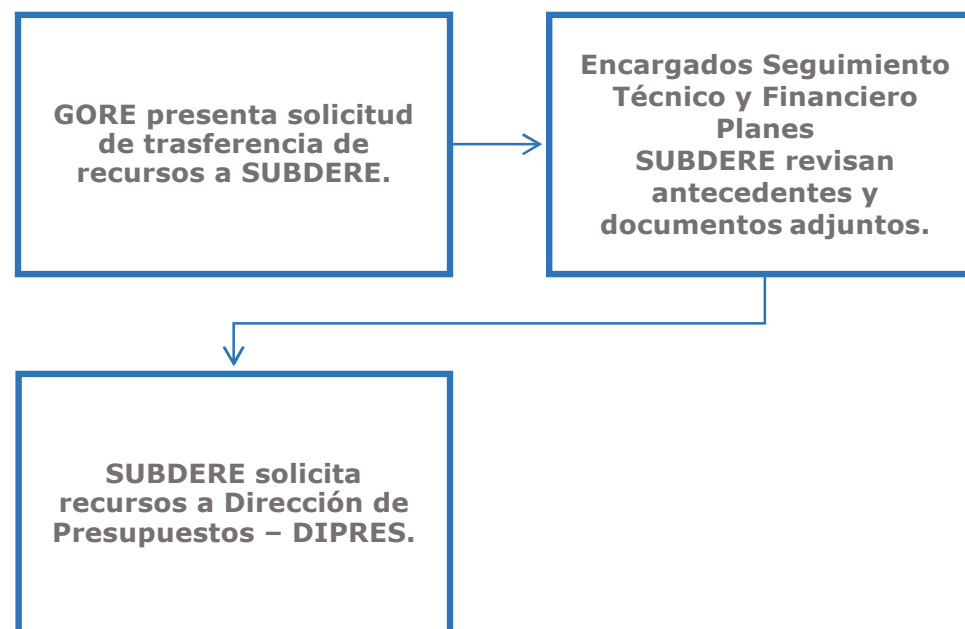 GORE presenta solicitud
de trasferencia de
recursos a SUBDERE.
Encargados Seguimiento
Técnico y Financiero
Planes
SUBDERE revisan
antecedentes y
documentos adjuntos.
SUBDERE solicita
recursos a Dirección de
Presupuestos – DIPRES.